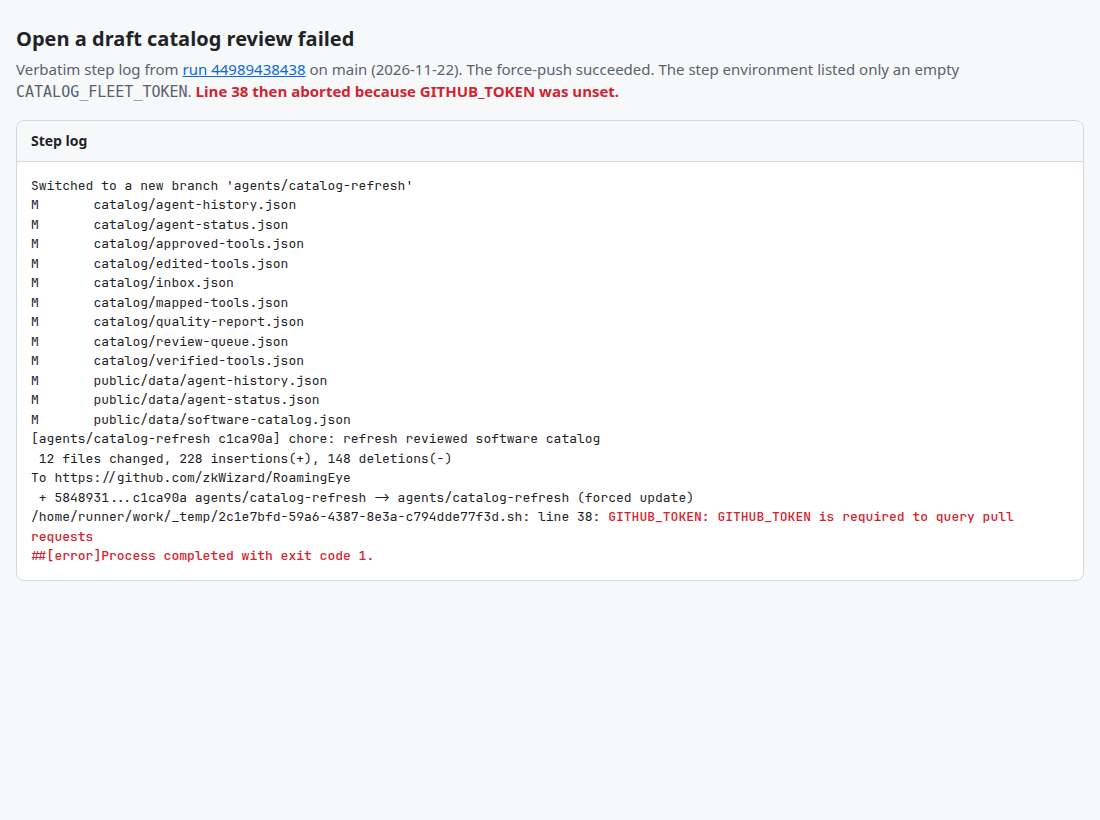 Open a draft catalog review failed
Verbatim step log from run 44989438438 on main (2026-11-22). The force-push succeeded. The step environment listed only an empty
CATALOG_FLEET_TOKEN. Line 38 then aborted because GITHUB_TOKEN was unset.
Step log
Switched to a new branch 'agents/catalog-refresh'
M       catalog/agent-history.json
M       catalog/agent-status.json
M       catalog/approved-tools.json
M       catalog/edited-tools.json
M       catalog/inbox.json
M       catalog/mapped-tools.json
M       catalog/quality-report.json
M       catalog/review-queue.json
M       catalog/verified-tools.json
M       public/data/agent-history.json
M       public/data/agent-status.json
M       public/data/software-catalog.json
[agents/catalog-refresh c1ca90a] chore: refresh reviewed software catalog
 12 files changed, 228 insertions(+), 148 deletions(-)
To https://github.com/zkWizard/RoamingEye
 + 5848931...c1ca90a agents/catalog-refresh -> agents/catalog-refresh (forced update)
/home/runner/work/_temp/2c1e7bfd-59a6-4387-8e3a-c794dde77f3d.sh: line 38: GITHUB_TOKEN: GITHUB_TOKEN is required to query pull
requests
##[error]Process completed with exit code 1.